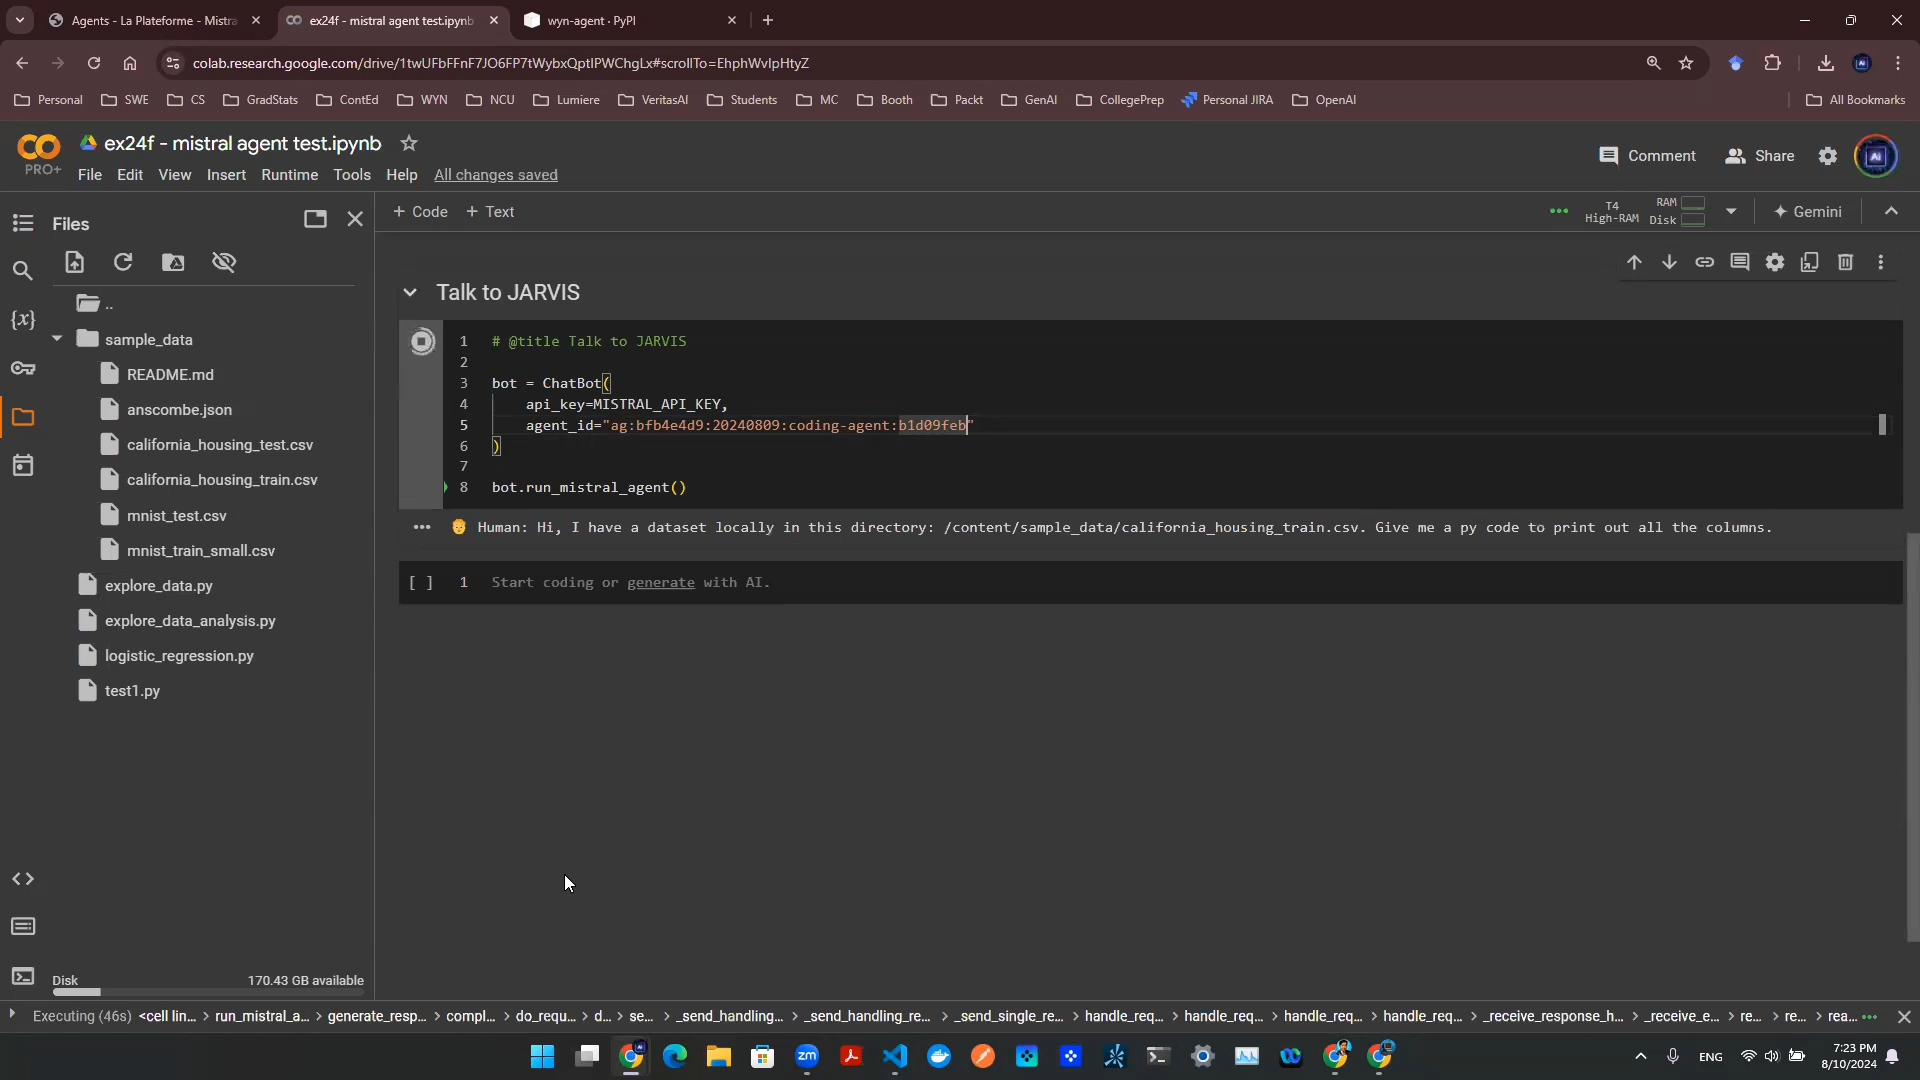 Agents - La Plateforme - Mistra
ex24f - mistral agent test.ipynb
wyn-agent · PyPI
colab.research.google.com/drive/1twUFbFFnF7JO6FP7tWybxQptIPWChgLx#scrollTo=EhphWvIpHtyZ
Personal SWE CS GradStats ContEd WYN NCU Lumiere VeritasAI Students MC Booth Packt GenAI CollegePrep Personal JIRA OpenAI All Bookmarks
ex24f - mistral agent test.ipynb
PRO+
File Edit View Insert Runtime Tools Help All changes saved
Comment Share
Files
+ Code + Text
T4
High-RAM
RAM
Disk
Gemini
..
sample_data
README.md
anscombe.json
california_housing_test.csv
california_housing_train.csv
mnist_test.csv
mnist_train_small.csv
explore_data.py
explore_data_analysis.py
logistic_regression.py
test1.py
Disk 170.43 GB available
Talk to JARVIS
1 # @title Talk to JARVIS
2
3 bot = ChatBot(
4 api_key=MISTRAL_API_KEY,
5 agent_id="ag:bfb4e4d9:20240809:coding-agent:b1d09feb"
6 )
7
8 bot.run_mistral_agent()
Human: Hi, I have a dataset locally in this directory: /content/sample_data/california_housing_train.csv. Give me a py code to print out all the columns.
[ ] 1 Start coding or generate with AI.
Executing (46s) <cell lin... > run_mistral_a... > generate_resp... > compl... > do_requ... > d... > se... > _send_handling... > _send_handling_re... > _send_single_re... > handle_req... > handle_req... > handle_req... > handle_req... > _receive_response_h... > _receive_e... > re... > re... > rea...
ENG
7:23 PM
8/10/2024